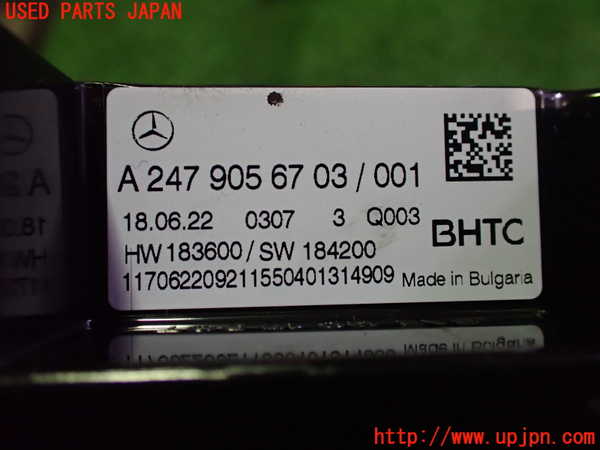 USED PARTS JAPAN
A 247 905 67 03 / 001
18.06.22 0307 3 Q003
HW 183600 / SW 184200
BHTC
117062209211550401314909 Made in Bulgaria
http://www.upjpn.com/